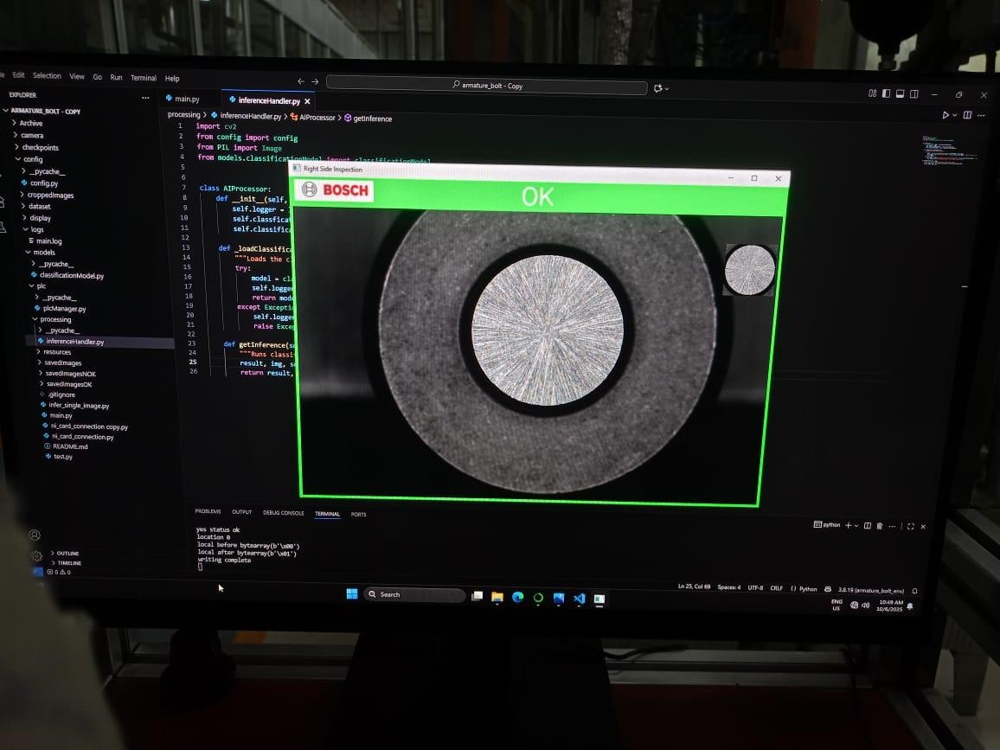 Edit Selection View Go Run Terminal Help
armature_bolt - Copy
EXPLORER
ARMATURE_BOLT - COPY
Archive
camera
checkpoints
config
__pycache__
config.py
croppedImages
dataset
display
logs
main.log
models
__pycache__
classificationModel.py
plc
__pycache__
plcManager.py
processing
__pycache__
inferenceHandler.py
resources
savedImages
savedImagesNOK
savedImagesOK
.gitignore
infer_single_image.py
main.py
ni_card_connection copy.py
ni_card_connection.py
README.md
test.py
OUTLINE
TIMELINE
0 0
main.py
inferenceHandler.py
processing > inferenceHandler.py > AIProcessor > getInference
1 import cv2
2 from config import config
3 from PIL import Image
4 from models.classificationModel import classificationModel
5
6
7 class AIProcessor:
8 def __init__(self,
9 self.logger =
10 self.classficat
11 self.classifica
12
13 def _loadClassifica
14 """Loads the cl
15 try:
16 model = cla
17 self.logger
18 return mode
19 except Exceptio
20 self.logge
21 raise Excep
22
23 def getInference(se
24 """Runs classi
25 result, img, s
26 return result,
Right Side Inspection
BOSCH
OK
PROBLEMS OUTPUT DEBUG CONSOLE TERMINAL PORTS
python
yes status ok
location 0
local before bytearray(b'\x00')
local after bytearray(b'\x01')
writing complete
Ln 25, Col 69 Spaces: 4 UTF-8 CRLF { } Python 3.8.19 (armature_bolt_env)
Search
ENG
US
10:49 AM
10/6/2025